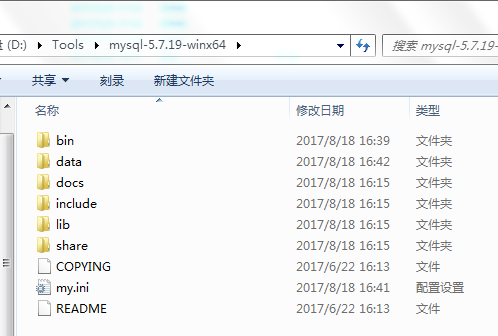 (D:) ▸ Tools ▸ mysql-5.7.19-winx64 ▸ 搜索 mysql-5.7.19-
共享 刻录 新建文件夹
名称 修改日期 类型
bin 2017/8/18 16:39 文件夹
data 2017/8/18 16:42 文件夹
docs 2017/8/18 16:15 文件夹
include 2017/8/18 16:15 文件夹
lib 2017/8/18 16:15 文件夹
share 2017/8/18 16:15 文件夹
COPYING 2017/6/22 16:13 文件
my.ini 2017/8/18 16:41 配置设置
README 2017/6/22 16:13 文件